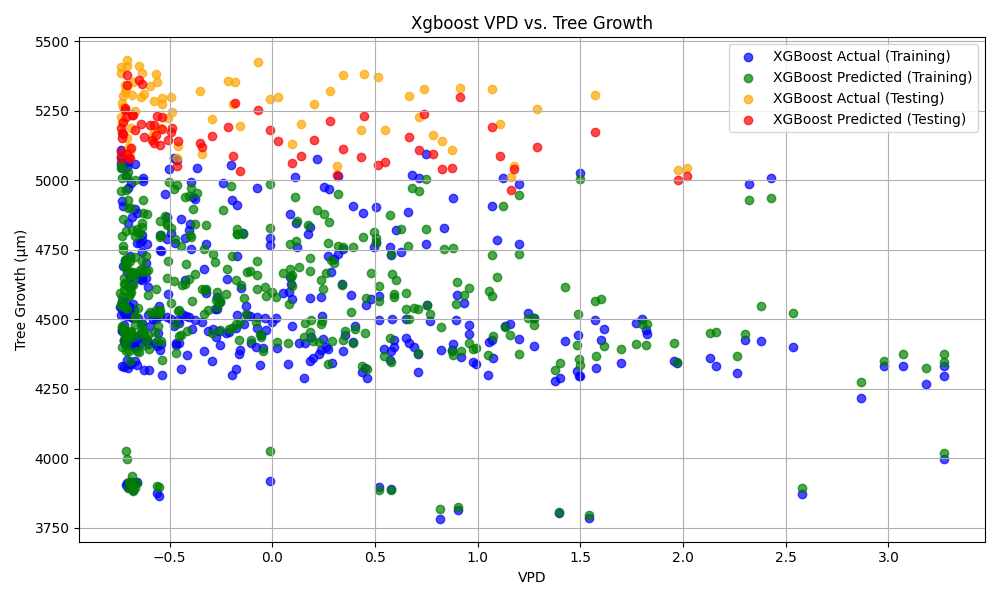 Xgboost VPD vs. Tree Growth
XGBoost Actual (Training)
XGBoost Predicted (Training)
XGBoost Actual (Testing)
XGBoost Predicted (Testing)
Tree Growth (μm)
5500
5250
5000
4750
4500
4250
4000
3750
−0.5 0.0 0.5 1.0 1.5 2.0 2.5 3.0
VPD